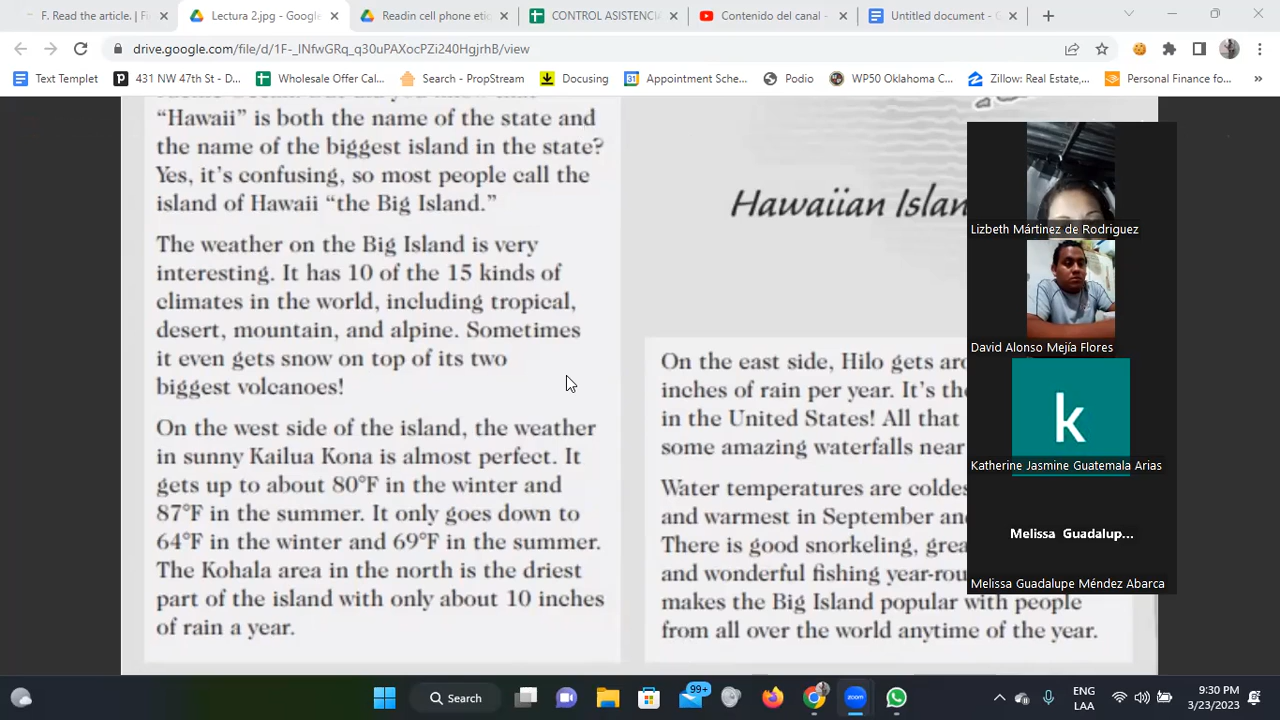 F. Read the article. | Fi
Lectura 2.jpg - Google
Readin cell phone eti
CONTROL ASISTENCI
Contenido del canal -
Untitled document - G
drive.google.com/file/d/1F-_lNfwGRq_q30uPAXocPZi240HgjrhB/view
Text Templet
431 NW 47th St - D...
Wholesale Offer Cal...
Search - PropStream
Docusing
Appointment Sche...
Podio
WP50 Oklahoma C...
Zillow: Real Estate,...
Personal Finance for...
"Hawaii" is both the name of the state and
the name of the biggest island in the state?
Yes, it's confusing, so most people call the
island of Hawaii "the Big Island."
The weather on the Big Island is very
interesting. It has 10 of the 15 kinds of
climates in the world, including tropical,
desert, mountain, and alpine. Sometimes
it even gets snow on top of its two
biggest volcanoes!
On the west side of the island, the weather
in sunny Kailua Kona is almost perfect. It
gets up to about 80°F in the winter and
87°F in the summer. It only goes down to
64°F in the winter and 69°F in the summer.
The Kohala area in the north is the driest
part of the island with only about 10 inches
of rain a year.
Hawaiian Islan
On the east side, Hilo gets aro
inches of rain per year. It's the
in the United States! All that
some amazing waterfalls near
Water temperatures are coldes
and warmest in September and
There is good snorkeling, grea
and wonderful fishing year-rou
makes the Big Island popular with people
from all over the world anytime of the year.
Lizbeth Mártinez de Rodriguez
David Alonso Mejía Flores
k
Katherine Jasmine Guatemala Arias
Melissa Guadalup...
Melissa Guadalupe Méndez Abarca
Search
99+
zoom
ENG
LAA
9:30 PM
3/23/2023